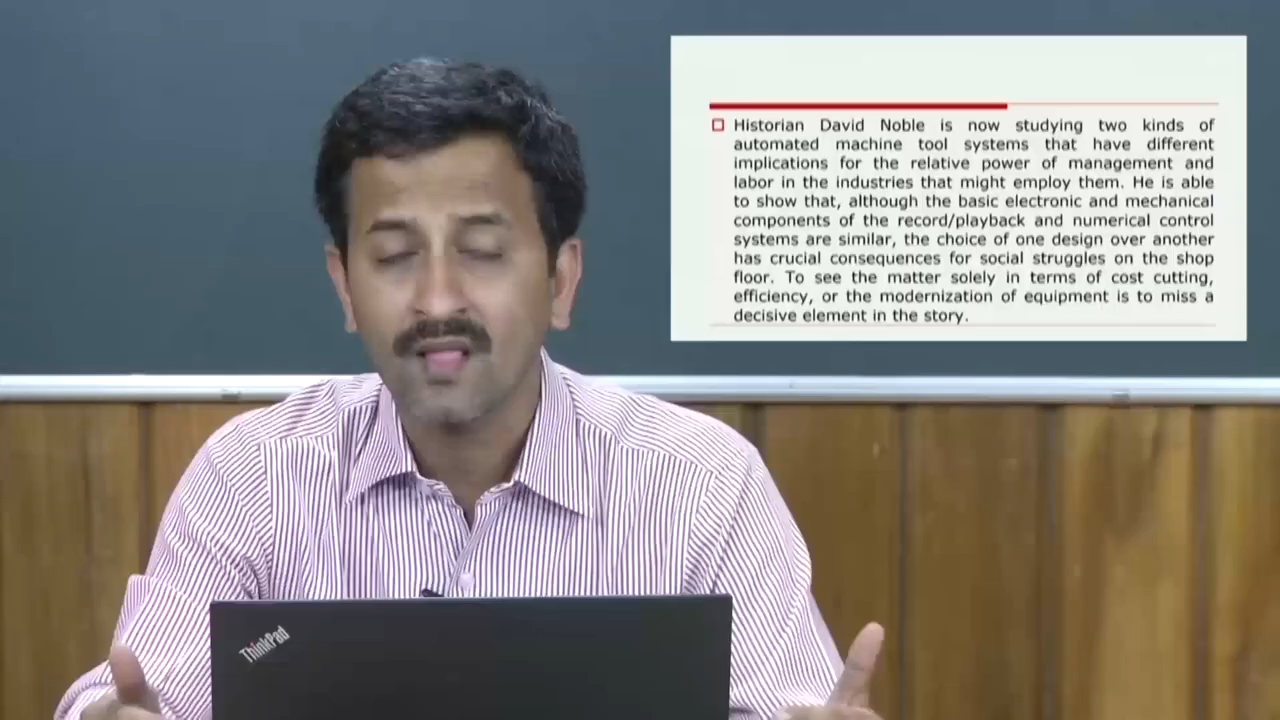 Historian David Noble is now studying two kinds of
automated machine tool systems that have different
implications for the relative power of management and
labor in the industries that might employ them. He is able
to show that, although the basic electronic and mechanical
components of the record/playback and numerical control
systems are similar, the choice of one design over another
has crucial consequences for social struggles on the shop
floor. To see the matter solely in terms of cost cutting,
efficiency, or the modernization of equipment is to miss a
decisive element in the story.
ThinkPad